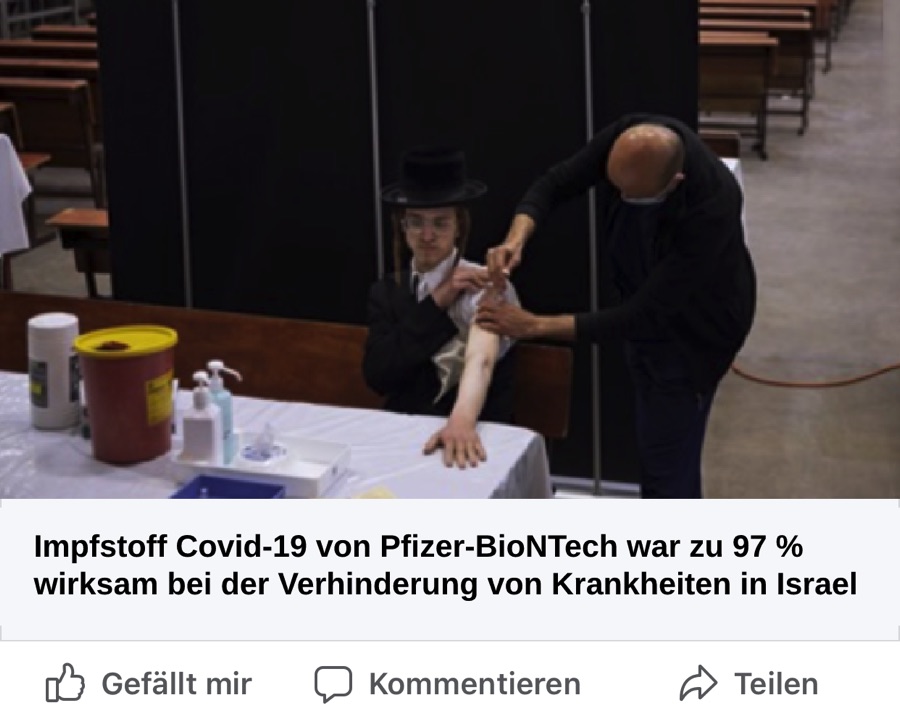 Impfstoff Covid-19 von Pfizer-BioNTech war zu 97 %
wirksam bei der Verhinderung von Krankheiten in Israel
Gefällt mir
Kommentieren
Teilen